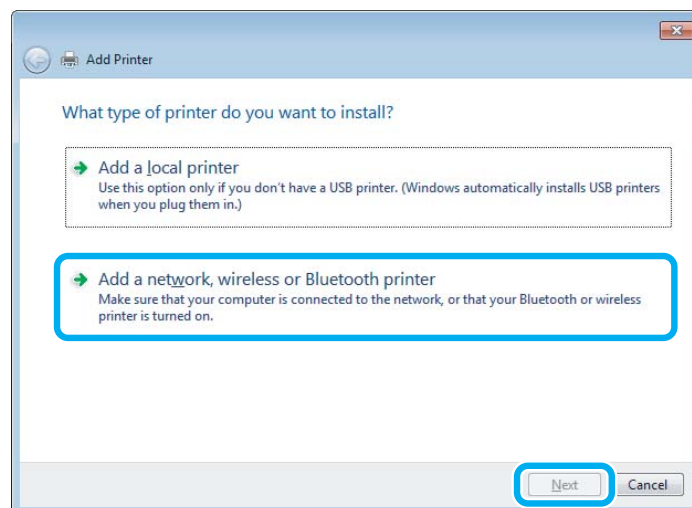 Add Printer
What type of printer do you want to install?
Add a local printer
Use this option only if you don't have a USB printer. (Windows automatically installs USB printers
when you plug them in.)
Add a network, wireless or Bluetooth printer
Make sure that your computer is connected to the network, or that your Bluetooth or wireless
printer is turned on.
Next Cancel